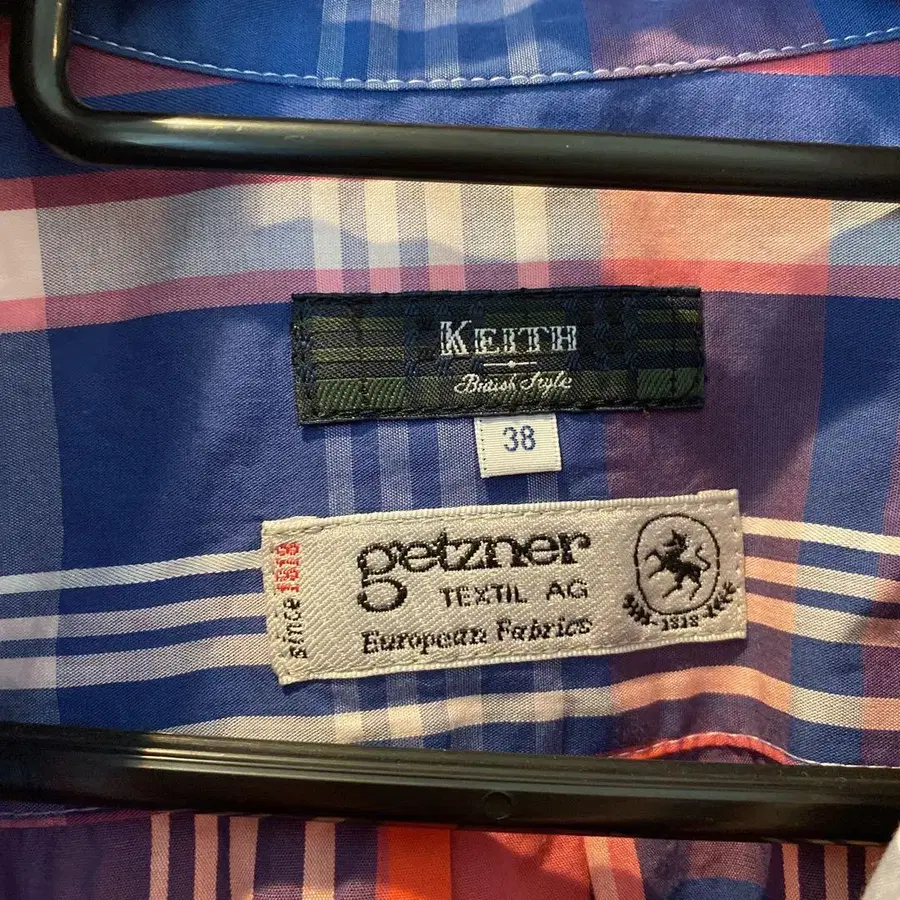 KEITH
British Style
38
since 1818
getzner
TEXTIL AG
European Fabrics
1818